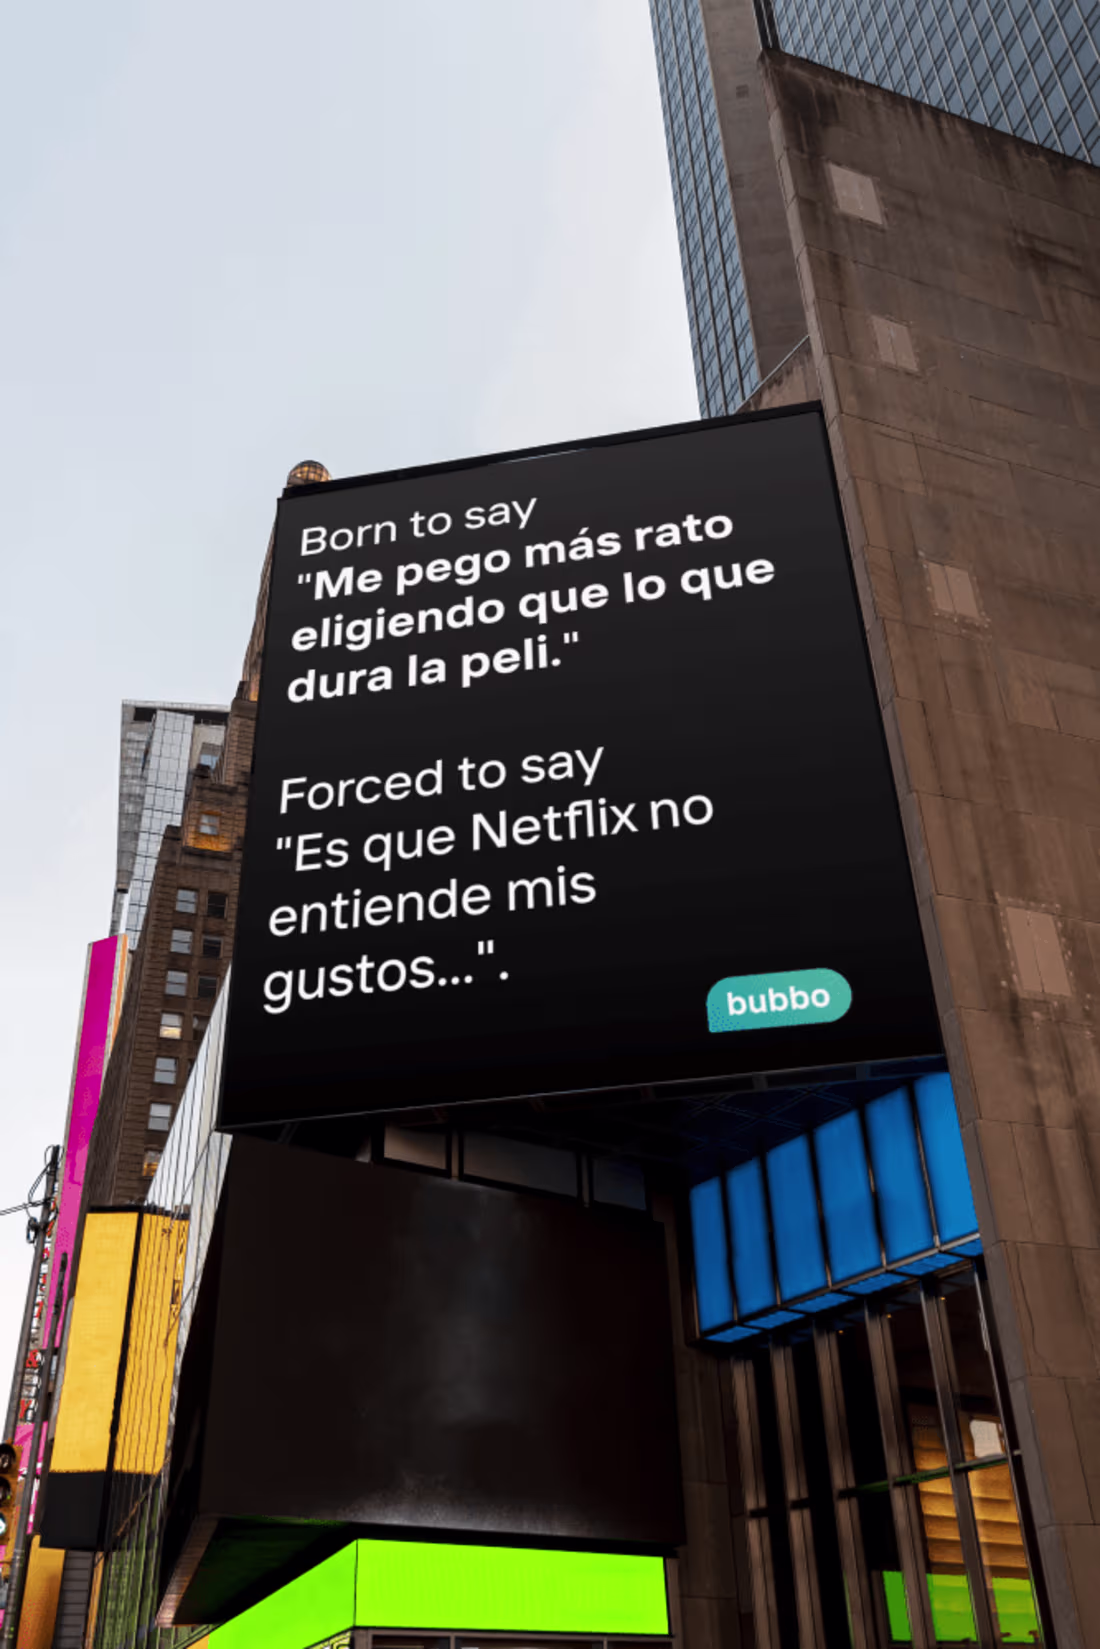 Born to say
"Me pego más rato
eligiendo que lo que
dura la peli."
Forced to say
"Es que Netflix no
entiende mis
gustos...".
bubbo